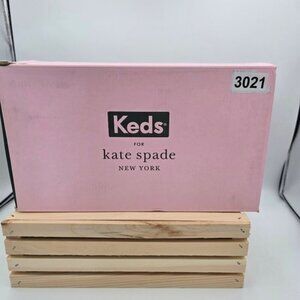 3021
Keds
FOR
kate spade
NEW YORK